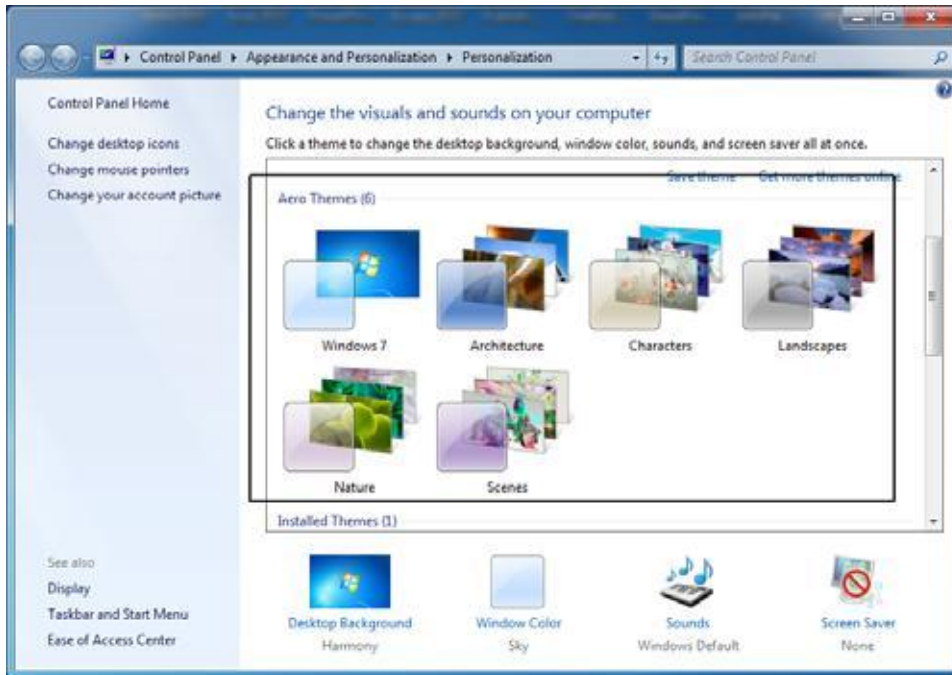 Control Panel ▸ Appearance and Personalization ▸ Personalization
Search Control Panel
Control Panel Home
Change desktop icons
Change mouse pointers
Change your account picture
Change the visuals and sounds on your computer
Click a theme to change the desktop background, window color, sounds, and screen saver all at once.
Save theme Get more themes online
Aero Themes (6)
Windows 7 Architecture Characters Landscapes
Nature Scenes
Installed Themes (1)
See also
Display
Taskbar and Start Menu
Ease of Access Center
Desktop Background Window Color Sounds Screen Saver
Harmony Sky Windows Default None